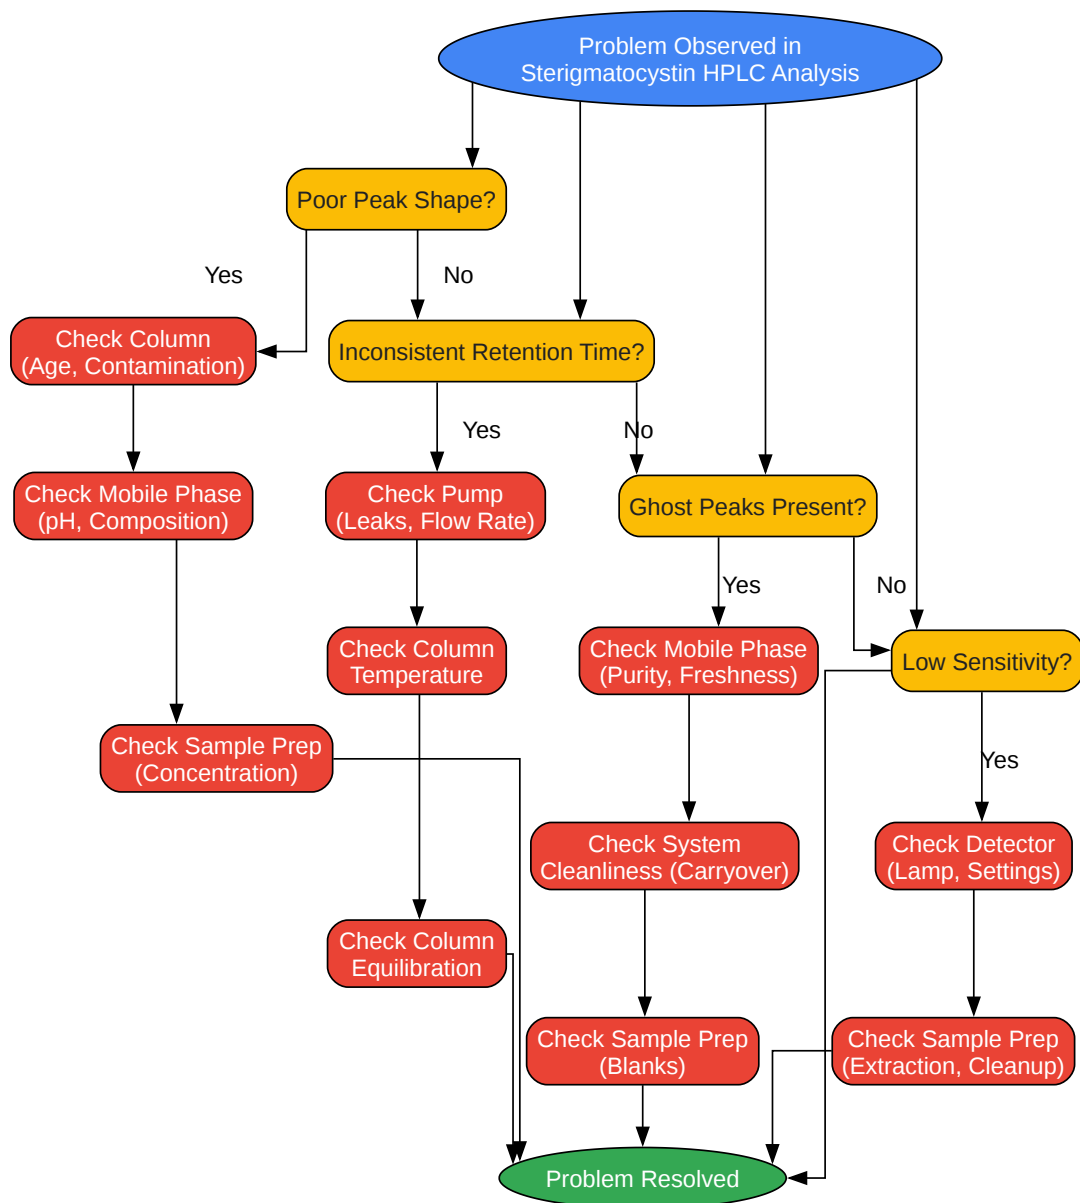 Problem Observed in
Sterigmatocystin HPLC Analysis
Poor Peak Shape?
Yes
No
Check Column
(Age, Contamination)
Inconsistent Retention Time?
Yes
No
Check Mobile Phase
(pH, Composition)
Check Pump
(Leaks, Flow Rate)
Ghost Peaks Present?
Yes
No
Check Column
Temperature
Check Mobile Phase
(Purity, Freshness)
Low Sensitivity?
Check Sample Prep
(Concentration)
Yes
Check System
Cleanliness (Carryover)
Check Detector
(Lamp, Settings)
Check Column
Equilibration
Check Sample Prep
(Blanks)
Check Sample Prep
(Extraction, Cleanup)
Problem Resolved